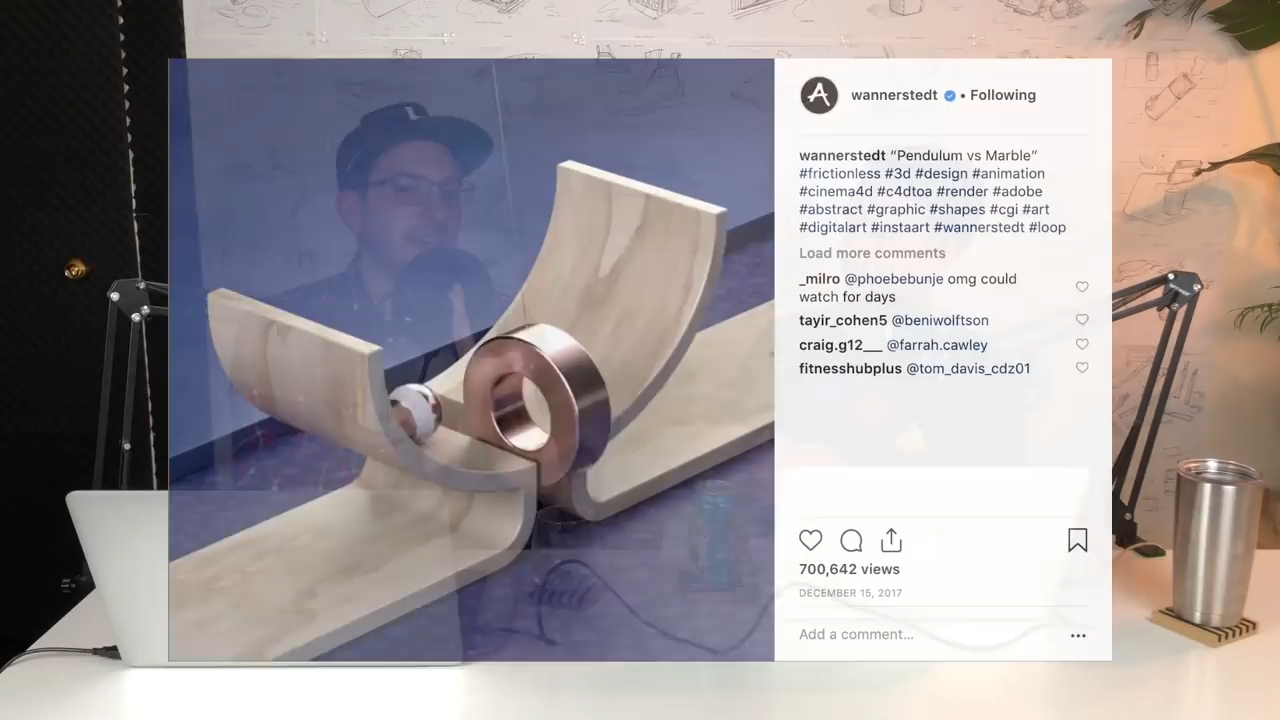 wannerstedt • Following
wannerstedt “Pendulum vs Marble”
#frictionless #3d #design #animation
#cinema4d #c4dtoa #render #adobe
#abstract #graphic #shapes #cgi #art
#digitalart #instaart #wannerstedt #loop
Load more comments
_milro @phoebebunje omg could
watch for days
tayir_cohen5 @beniwolftson
craig.g12___ @farrah.cawley
fitnesshubplus @tom_davis_cdz01
700,642 views
DECEMBER 15, 2017
Add a comment...